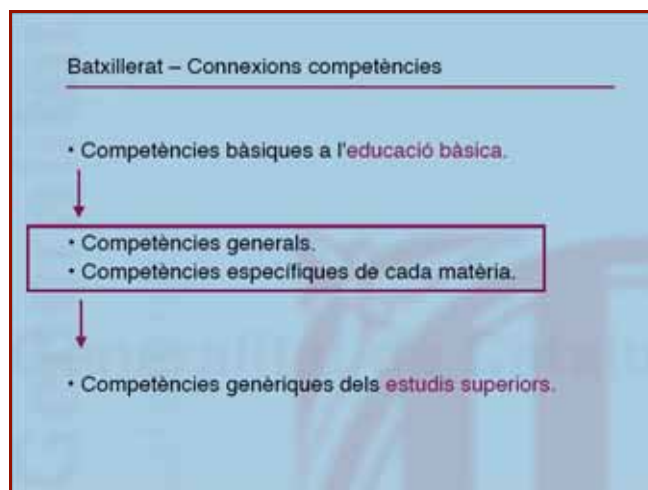 Batxillerat – Connexions competències
• Competències bàsiques a l'educació bàsica.
• Competències generals.
• Competències específiques de cada matèria.
• Competències genèriques dels estudis superiors.